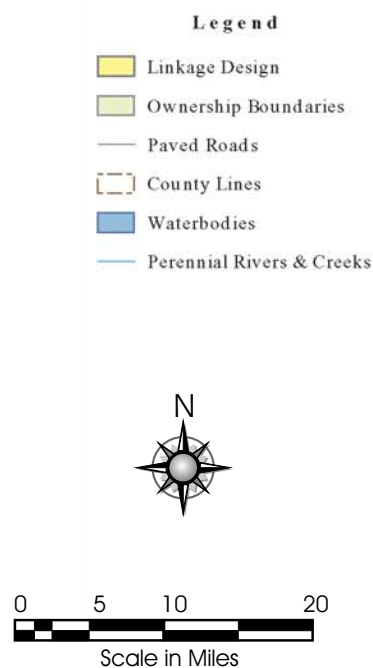 Legend
Linkage Design
Ownership Boundaries
Paved Roads
County Lines
Waterbodies
Perennial Rivers & Creeks
N
0 5 10 20
Scale in Miles